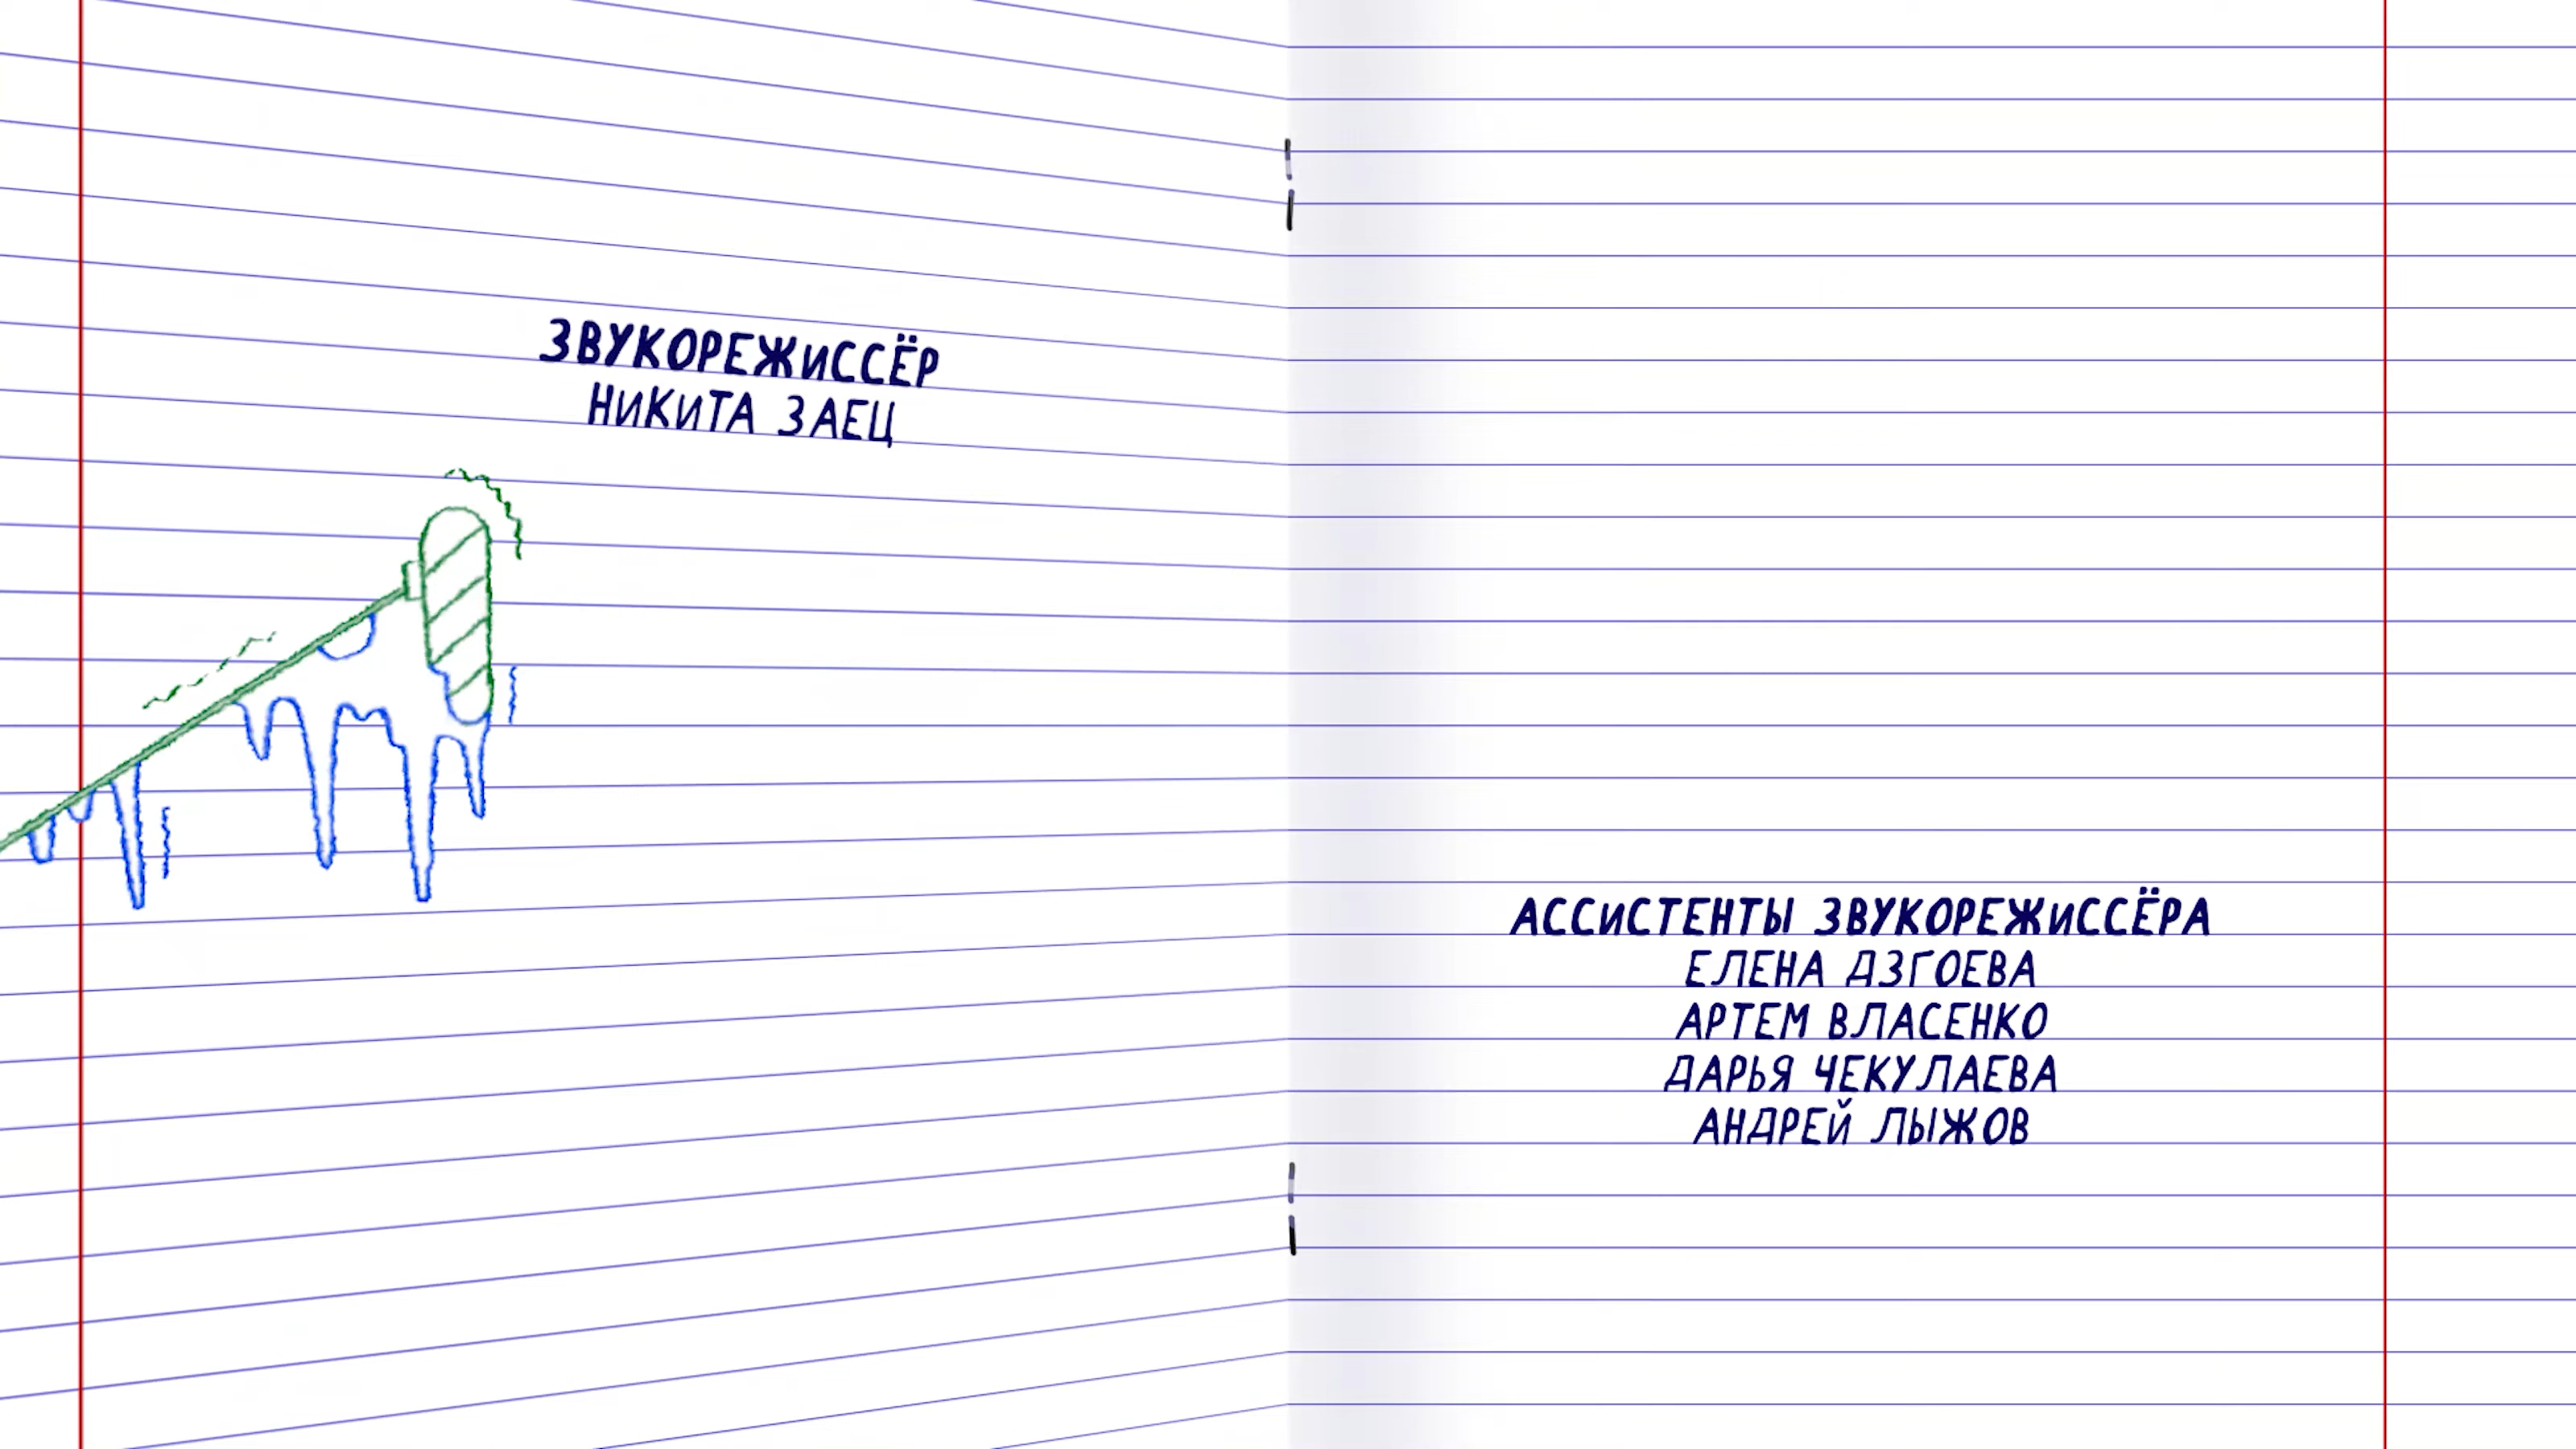 ЗВУКОРЕЖИССЁР
НИКИТА ЗАЕЦ
АССИСТЕНТЫ ЗВУКОРЕЖИССЁРА
ЕЛЕНА ДЗГОЕВА
АРТЕМ ВЛАСЕНКО
ДАРЬЯ ЧЕКУЛАЕВА
АНДРЕЙ ЛЫЖОВ